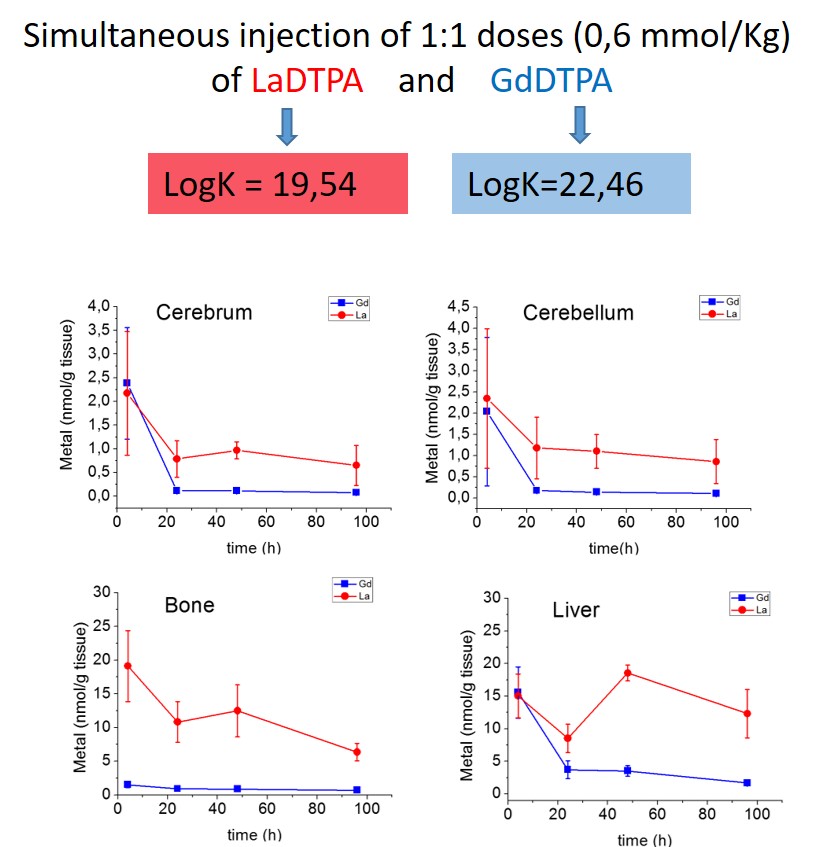 Simultaneous injection of 1:1 doses (0,6 mmol/Kg)
of LaDTPA and GdDTPA
LogK = 19,54
LogK=22,46
Cerebrum
Gd
La
Metal (nmol/g tissue)
4,0
3,5
3,0
2,5
2,0
1,5
1,0
0,5
0,0
0 20 40 60 80 100
time (h)
Cerebellum
Gd
La
Metal (nmol/g tissue)
4,5
4,0
3,5
3,0
2,5
2,0
1,5
1,0
0,5
0,0
0 20 40 60 80 100
time(h)
Bone
Gd
La
Metal (nmol/g tissue)
30
25
20
15
10
5
0
0 20 40 60 80 100
time (h)
Liver
Gd
La
Metal (nmol/g tissue)
30
25
20
15
10
5
0
0 20 40 60 80 100
time (h)